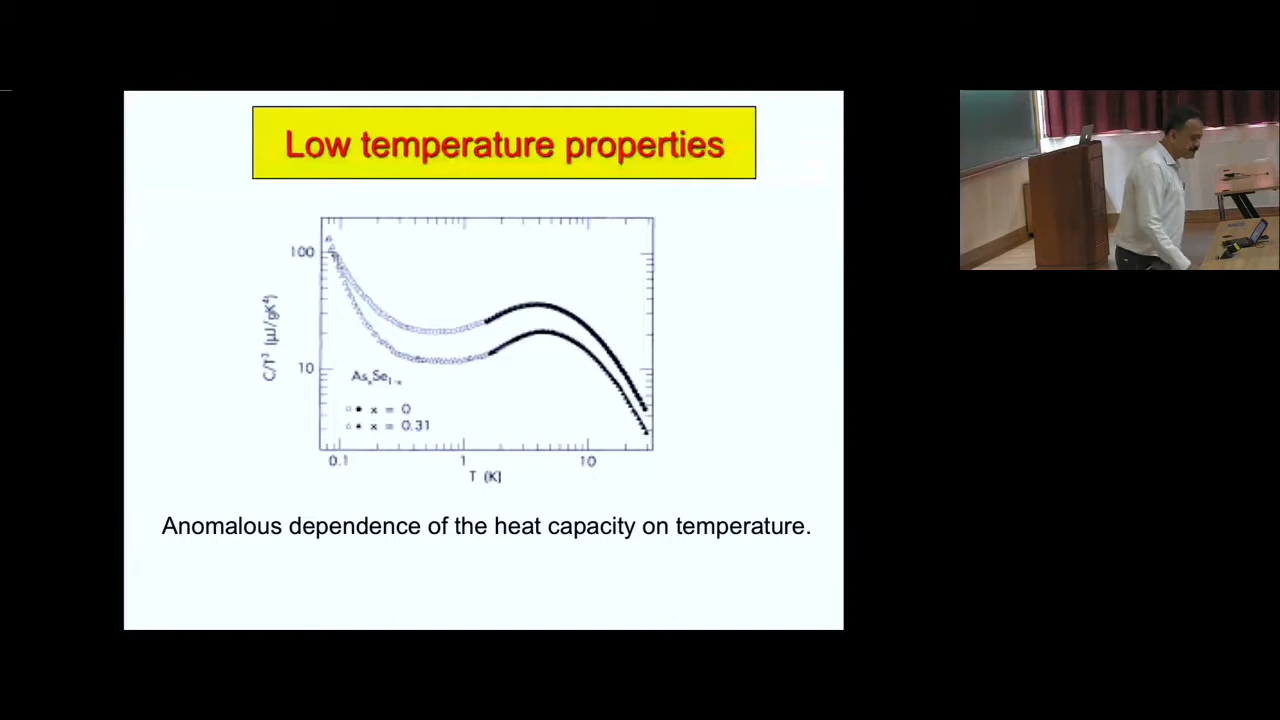 Low temperature properties
100
10
C/T³ (μJ/gK⁴)
AsₓSe₁₋ₓ
x = 0
x = 0.31
0.1 1 10
T (K)
Anomalous dependence of the heat capacity on temperature.